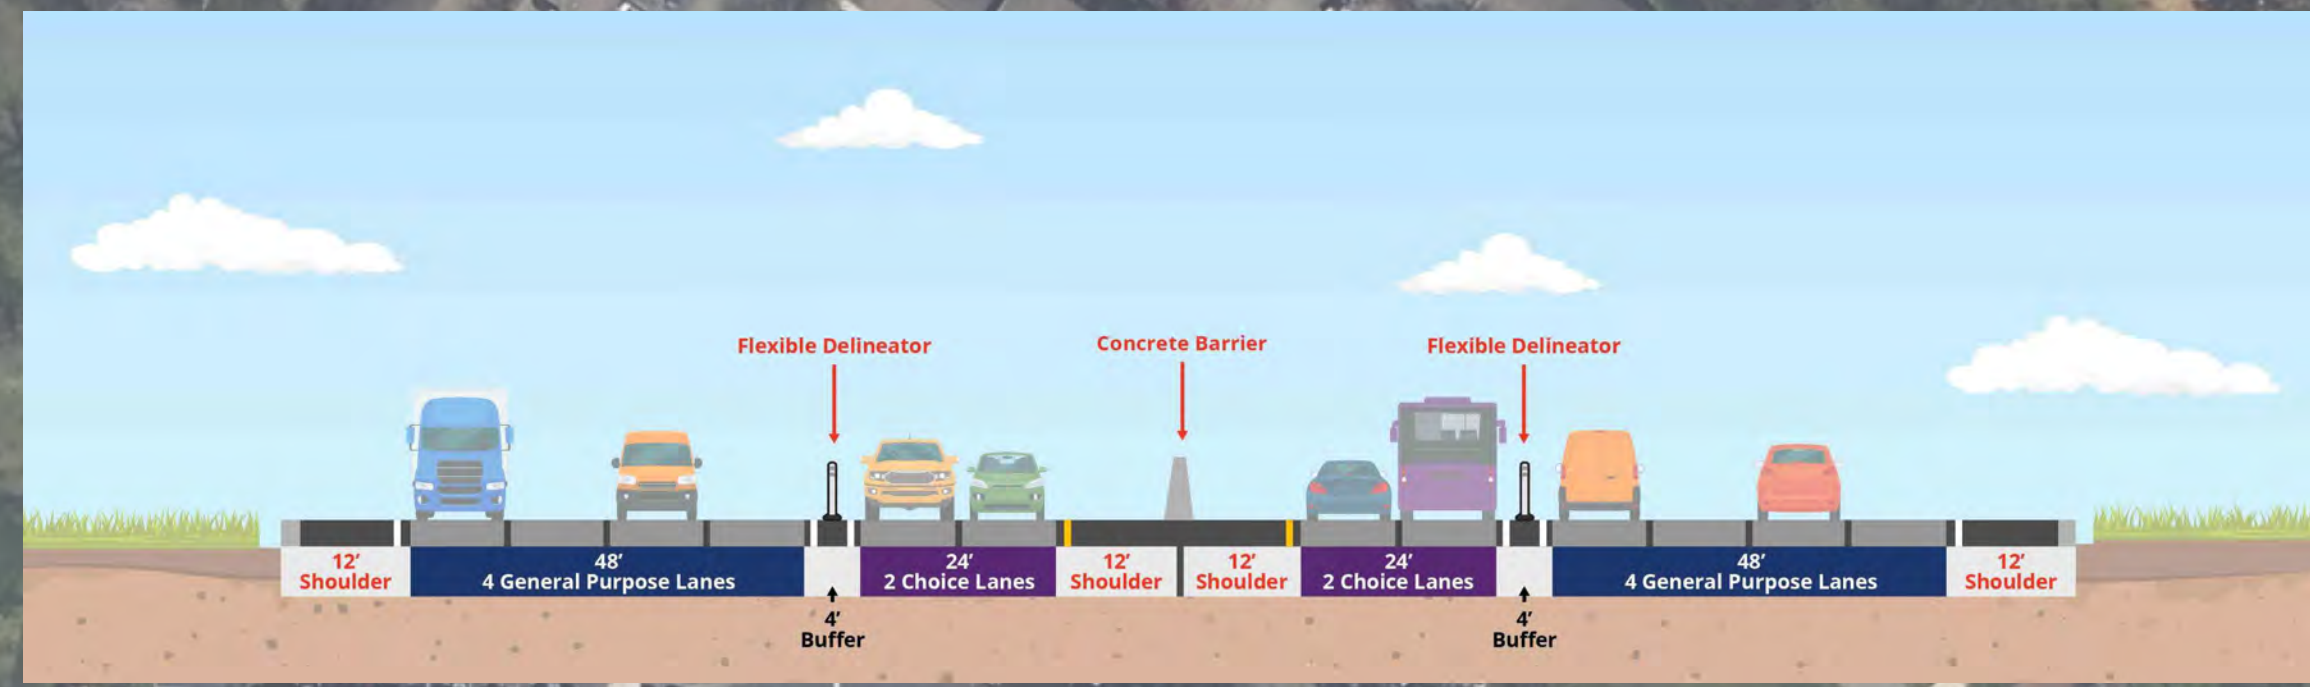 Flexible Delineator
Concrete Barrier
Flexible Delineator
12’
Shoulder
48’
4 General Purpose Lanes
4’
Buffer
24’
2 Choice Lanes
12’
Shoulder
12’
Shoulder
24’
2 Choice Lanes
4’
Buffer
48’
4 General Purpose Lanes
12’
Shoulder